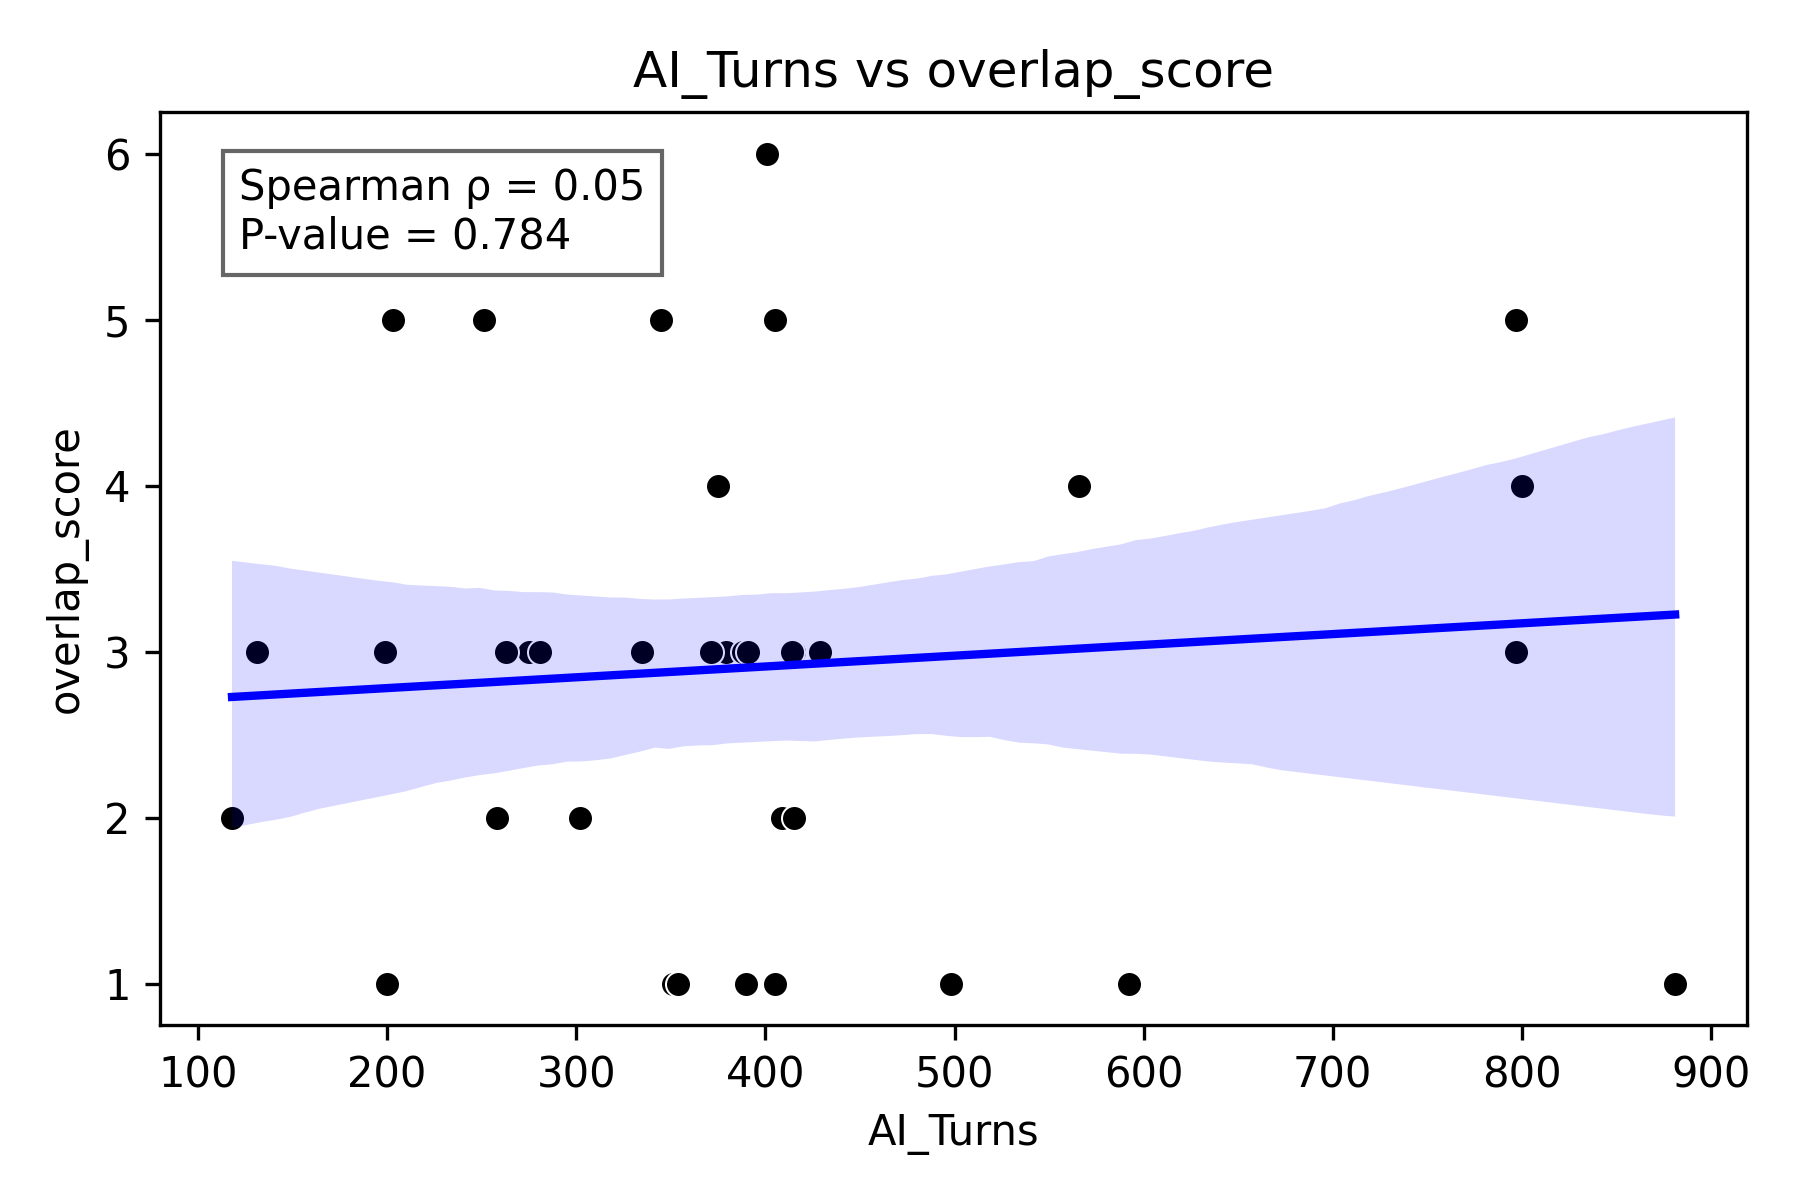 AI_Turns vs overlap_score
Spearman ρ = 0.05
P-value = 0.784
overlap_score
6
5
4
3
2
1
100 200 300 400 500 600 700 800 900
AI_Turns